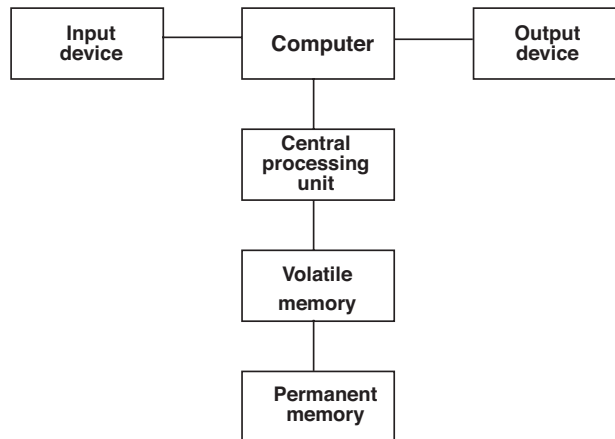 Input
device
Computer
Output
device
Central
processing
unit
Volatile
memory
Permanent
memory